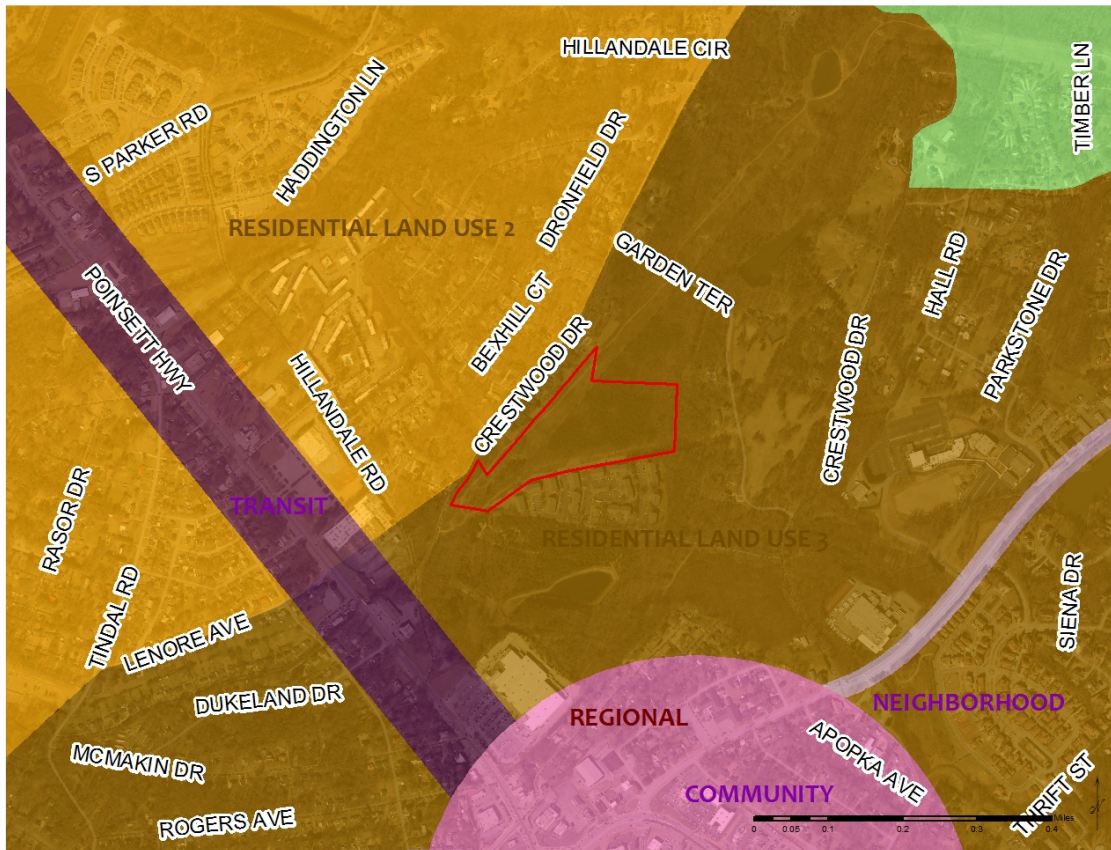 HILLANDALE CIR
TIMBER LN
S PARKER RD
HADDINGTON LN
DRONFIELD DR
RESIDENTIAL LAND USE 2
GARDEN TER
HALL RD
PARKSTONE DR
POINSETT HWY
BEXHILL CT
CRESTWOOD DR
CRESTWOOD DR
HILLANDALE RD
RASOR DR
TRANSIT
RESIDENTIAL LAND USE 3
TINDAL RD
LENORE AVE
SIENA DR
DUKELAND DR
REGIONAL
NEIGHBORHOOD
MCMAKIN DR
APOPKA AVE
COMMUNITY
THRIFT ST
ROGERS AVE
Miles
0 0.05 0.1 0.2 0.3 0.4
N